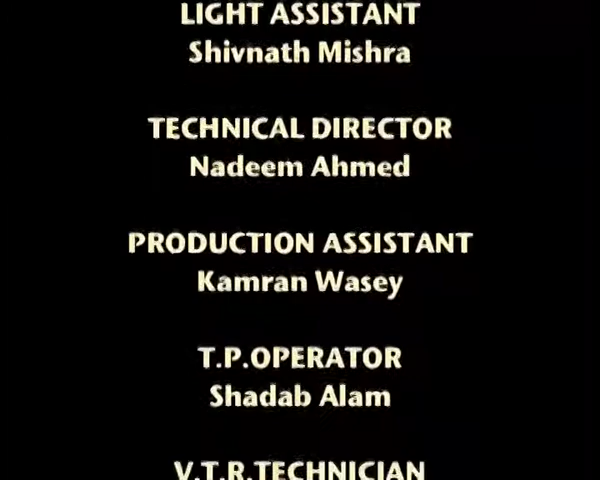 LIGHT ASSISTANT
Shivnath Mishra
TECHNICAL DIRECTOR
Nadeem Ahmed
PRODUCTION ASSISTANT
Kamran Wasey
T.P.OPERATOR
Shadab Alam
V.T.R.TECHNICIAN